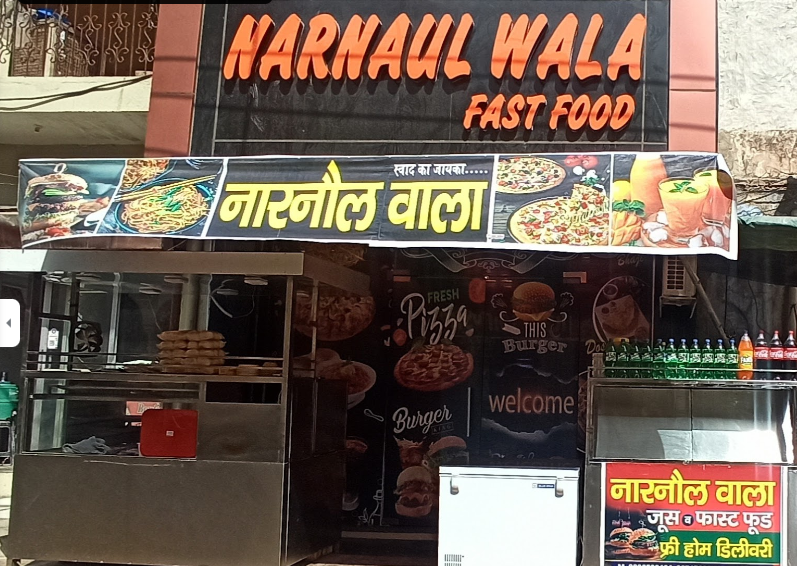 NARNAUL WALA
FAST FOOD
स्वाद का जायका.....
नारनौल वाला
FRESH
Pizza
THIS
Burger
Burger
welcome
नारनौल वाला
जूस व फास्ट फूड
फ्री होम डिलीवरी